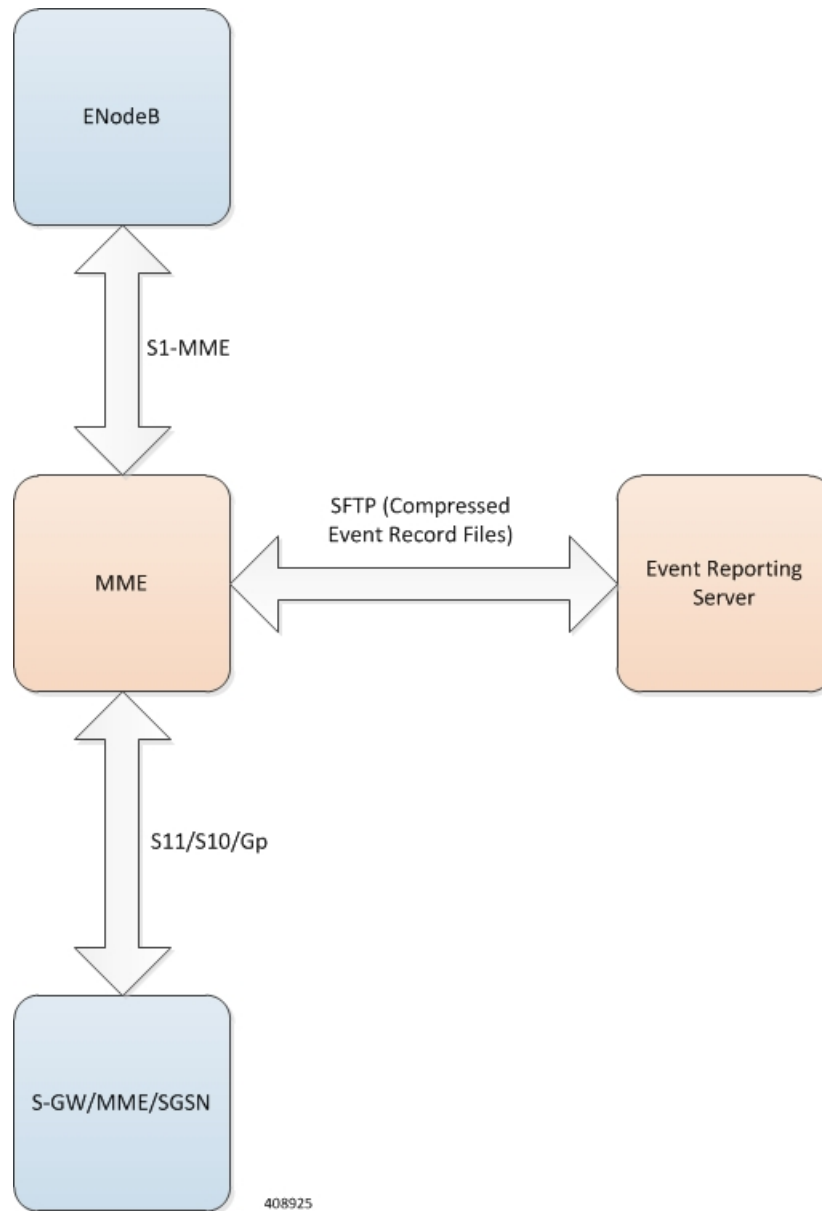 ENodeB
S1-MME
SFTP (Compressed
Event Record Files)
MME
Event Reporting
Server
S11/S10/Gp
S-GW/MME/SGSN
408925